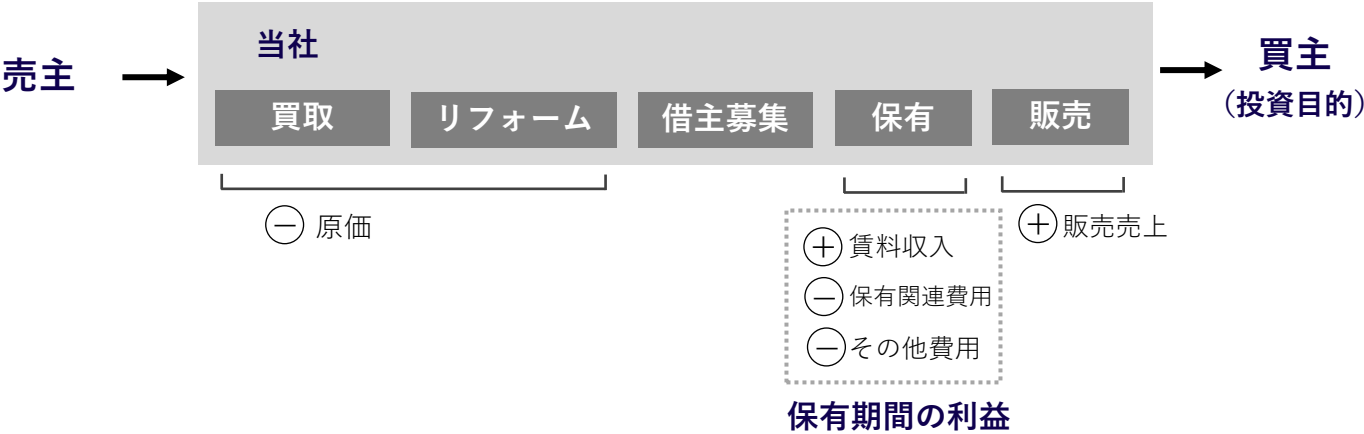 売主
当社
買取
リフォーム
借主募集
保有
販売
買主
（投資目的）
原価
賃料収入
保有関連費用
その他費用
保有期間の利益
販売売上